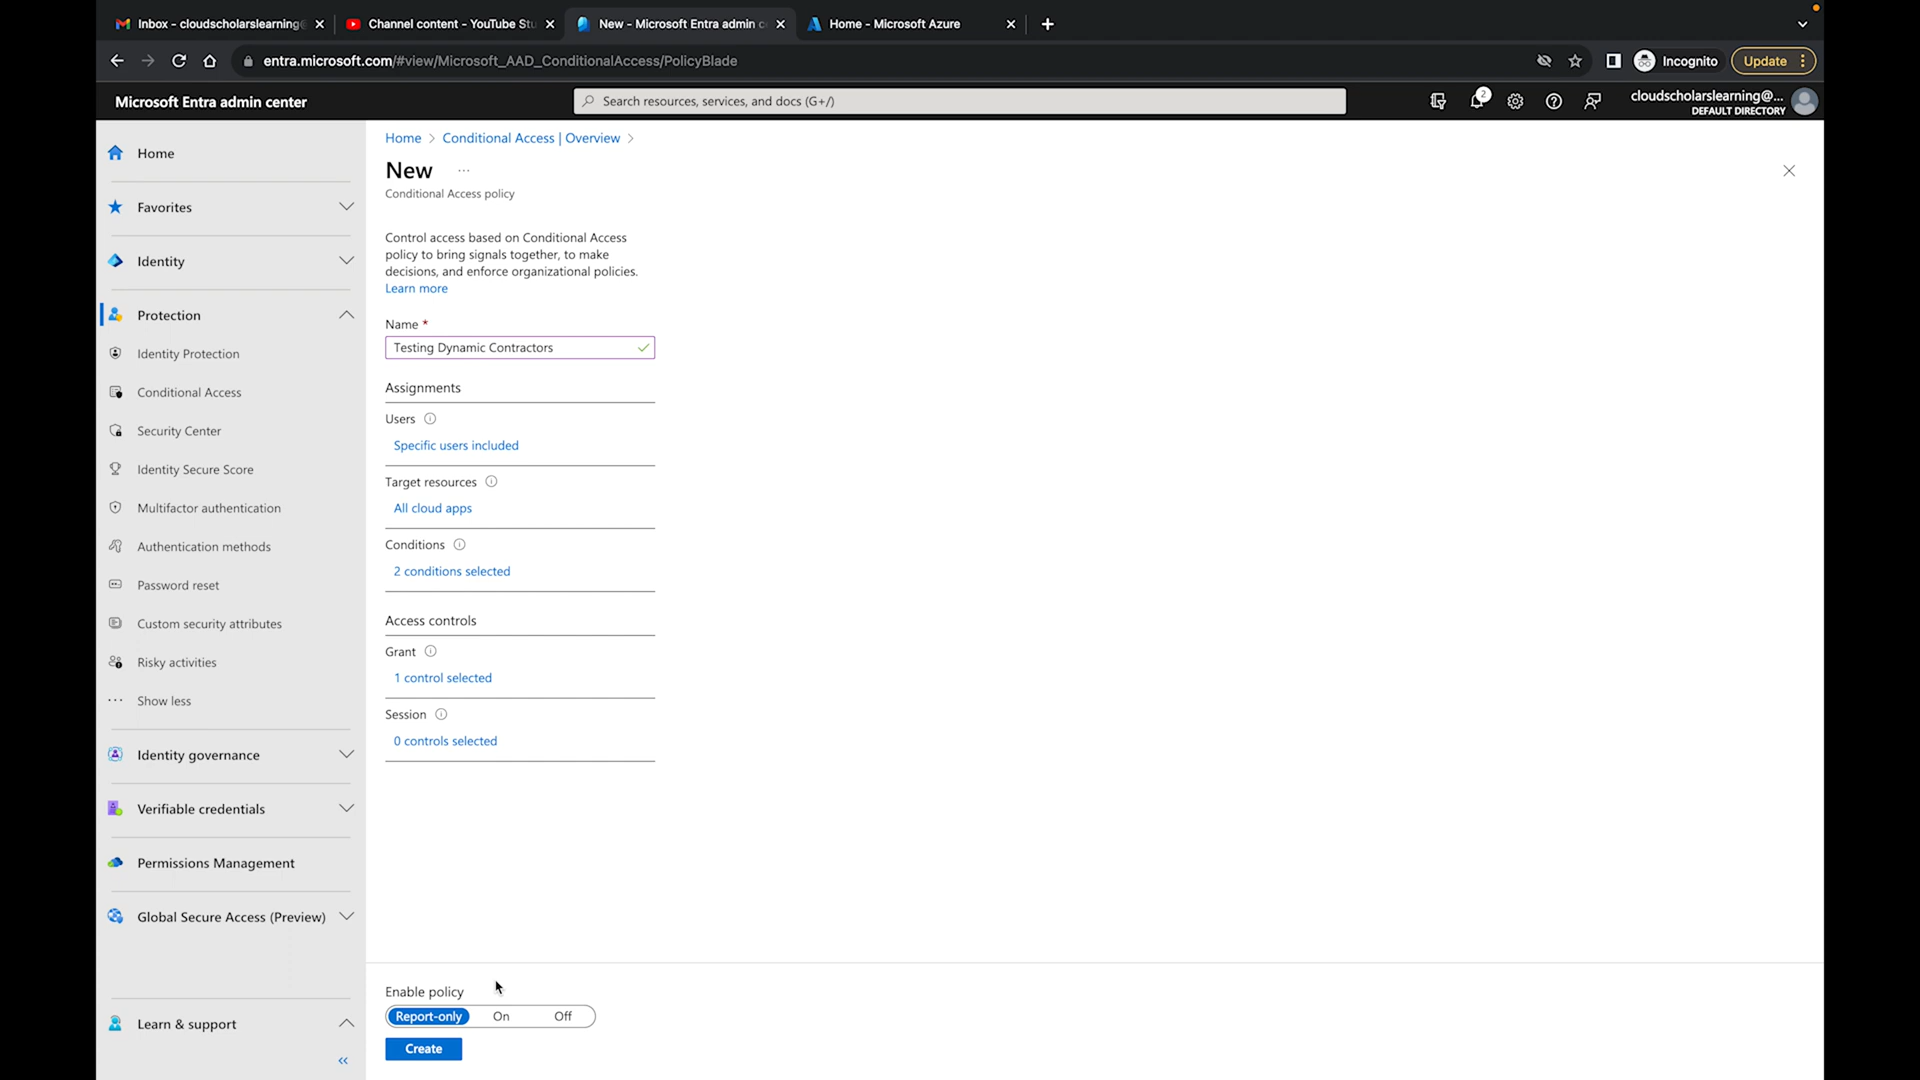 Inbox - cloudscholarslearning@
Channel content - YouTube Stu
New - Microsoft Entra admin c
Home - Microsoft Azure
entra.microsoft.com/#view/Microsoft_AAD_ConditionalAccess/PolicyBlade
Incognito
Update
Microsoft Entra admin center
Search resources, services, and docs (G+/)
2
cloudscholarslearning@...
DEFAULT DIRECTORY
Home
Favorites
Identity
Protection
Identity Protection
Conditional Access
Security Center
Identity Secure Score
Multifactor authentication
Authentication methods
Password reset
Custom security attributes
Risky activities
Show less
Identity governance
Verifiable credentials
Permissions Management
Global Secure Access (Preview)
Learn & support
Home > Conditional Access | Overview >
New ...
Conditional Access policy
Control access based on Conditional Access
policy to bring signals together, to make
decisions, and enforce organizational policies.
Learn more
Name *
Testing Dynamic Contractors
Assignments
Users
Specific users included
Target resources
All cloud apps
Conditions
2 conditions selected
Access controls
Grant
1 control selected
Session
0 controls selected
Enable policy
Report-only On Off
Create